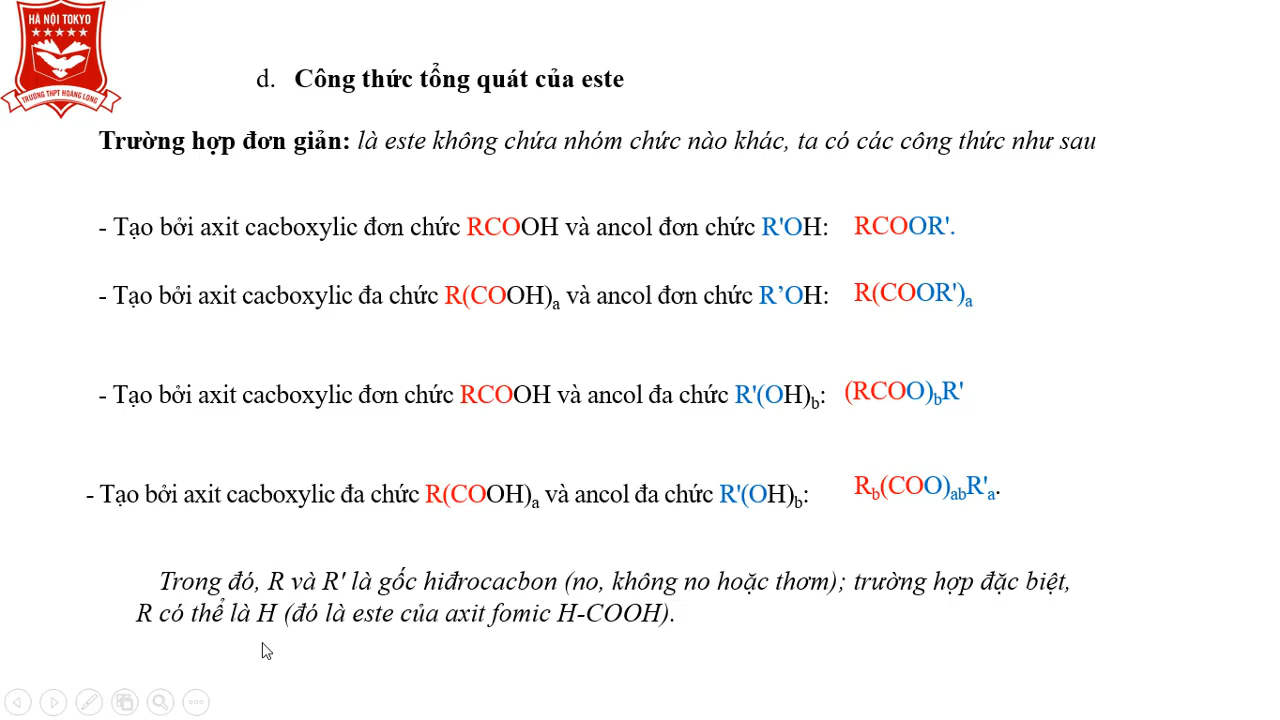 HÀ NỘI TOKYO
TRƯỜNG THPT HOANG LONG
d. Công thức tổng quát của este
Trường hợp đơn giản: là este không chứa nhóm chức nào khác, ta có các công thức như sau
- Tạo bởi axit cacboxylic đơn chức RCOOH và ancol đơn chức R'OH: RCOOR'.
- Tạo bởi axit cacboxylic đa chức R(COOH)a và ancol đơn chức R’OH: R(COOR')a
- Tạo bởi axit cacboxylic đơn chức RCOOH và ancol đa chức R'(OH)b: (RCOO)bR'
- Tạo bởi axit cacboxylic đa chức R(COOH)a và ancol đa chức R'(OH)b: Rb(COO)abR'a.
Trong đó, R và R' là gốc hiđrocacbon (no, không no hoặc thơm); trường hợp đặc biệt,
R có thể là H (đó là este của axit fomic H-COOH).